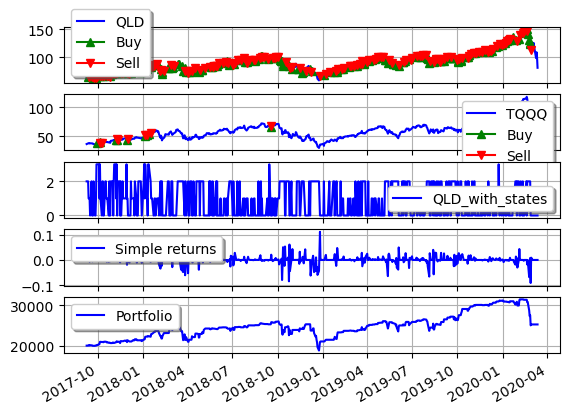 QLD
Buy
Sell
150
100
TQQQ
Buy
Sell
100
50
QLD_with_states
2
0
Simple returns
0.1
0.0
−0.1
Portfolio
30000
20000
2017-10
2018-01
2018-04
2018-07
2018-10
2019-01
2019-04
2019-07
2019-10
2020-01
2020-04